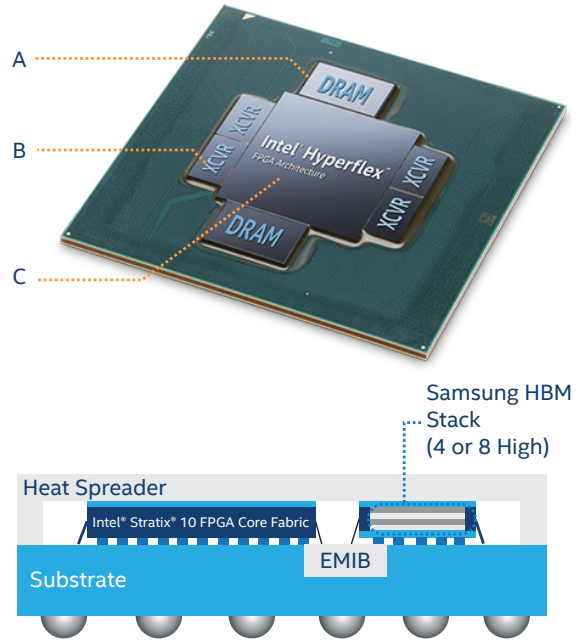 A
DRAM
XCVR
B
XCVR
Intel® Hyperflex™
FPGA Architecture
XCVR
XCVR
DRAM
C
Samsung HBM
Stack
(4 or 8 High)
Heat Spreader
Intel® Stratix® 10 FPGA Core Fabric
EMIB
Substrate